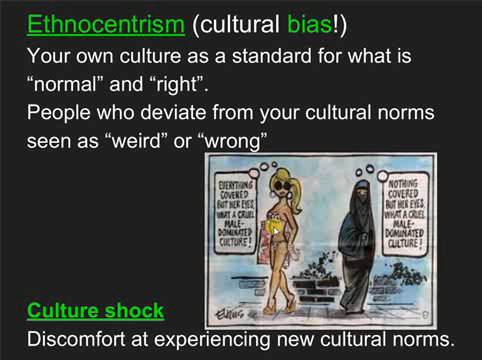 Ethnocentrism (cultural bias!)
Your own culture as a standard for what is
“normal” and “right”.
People who deviate from your cultural norms
seen as “weird” or “wrong”
EVERYTHING
COVERED
BUT HER EYES,
WHAT A CRUEL
MALE-
DOMINATED
CULTURE!
NOTHING
COVERED
BUT HER EYES,
WHAT A CRUEL
MALE-
DOMINATED
CULTURE!
Evans
Culture shock
Discomfort at experiencing new cultural norms.